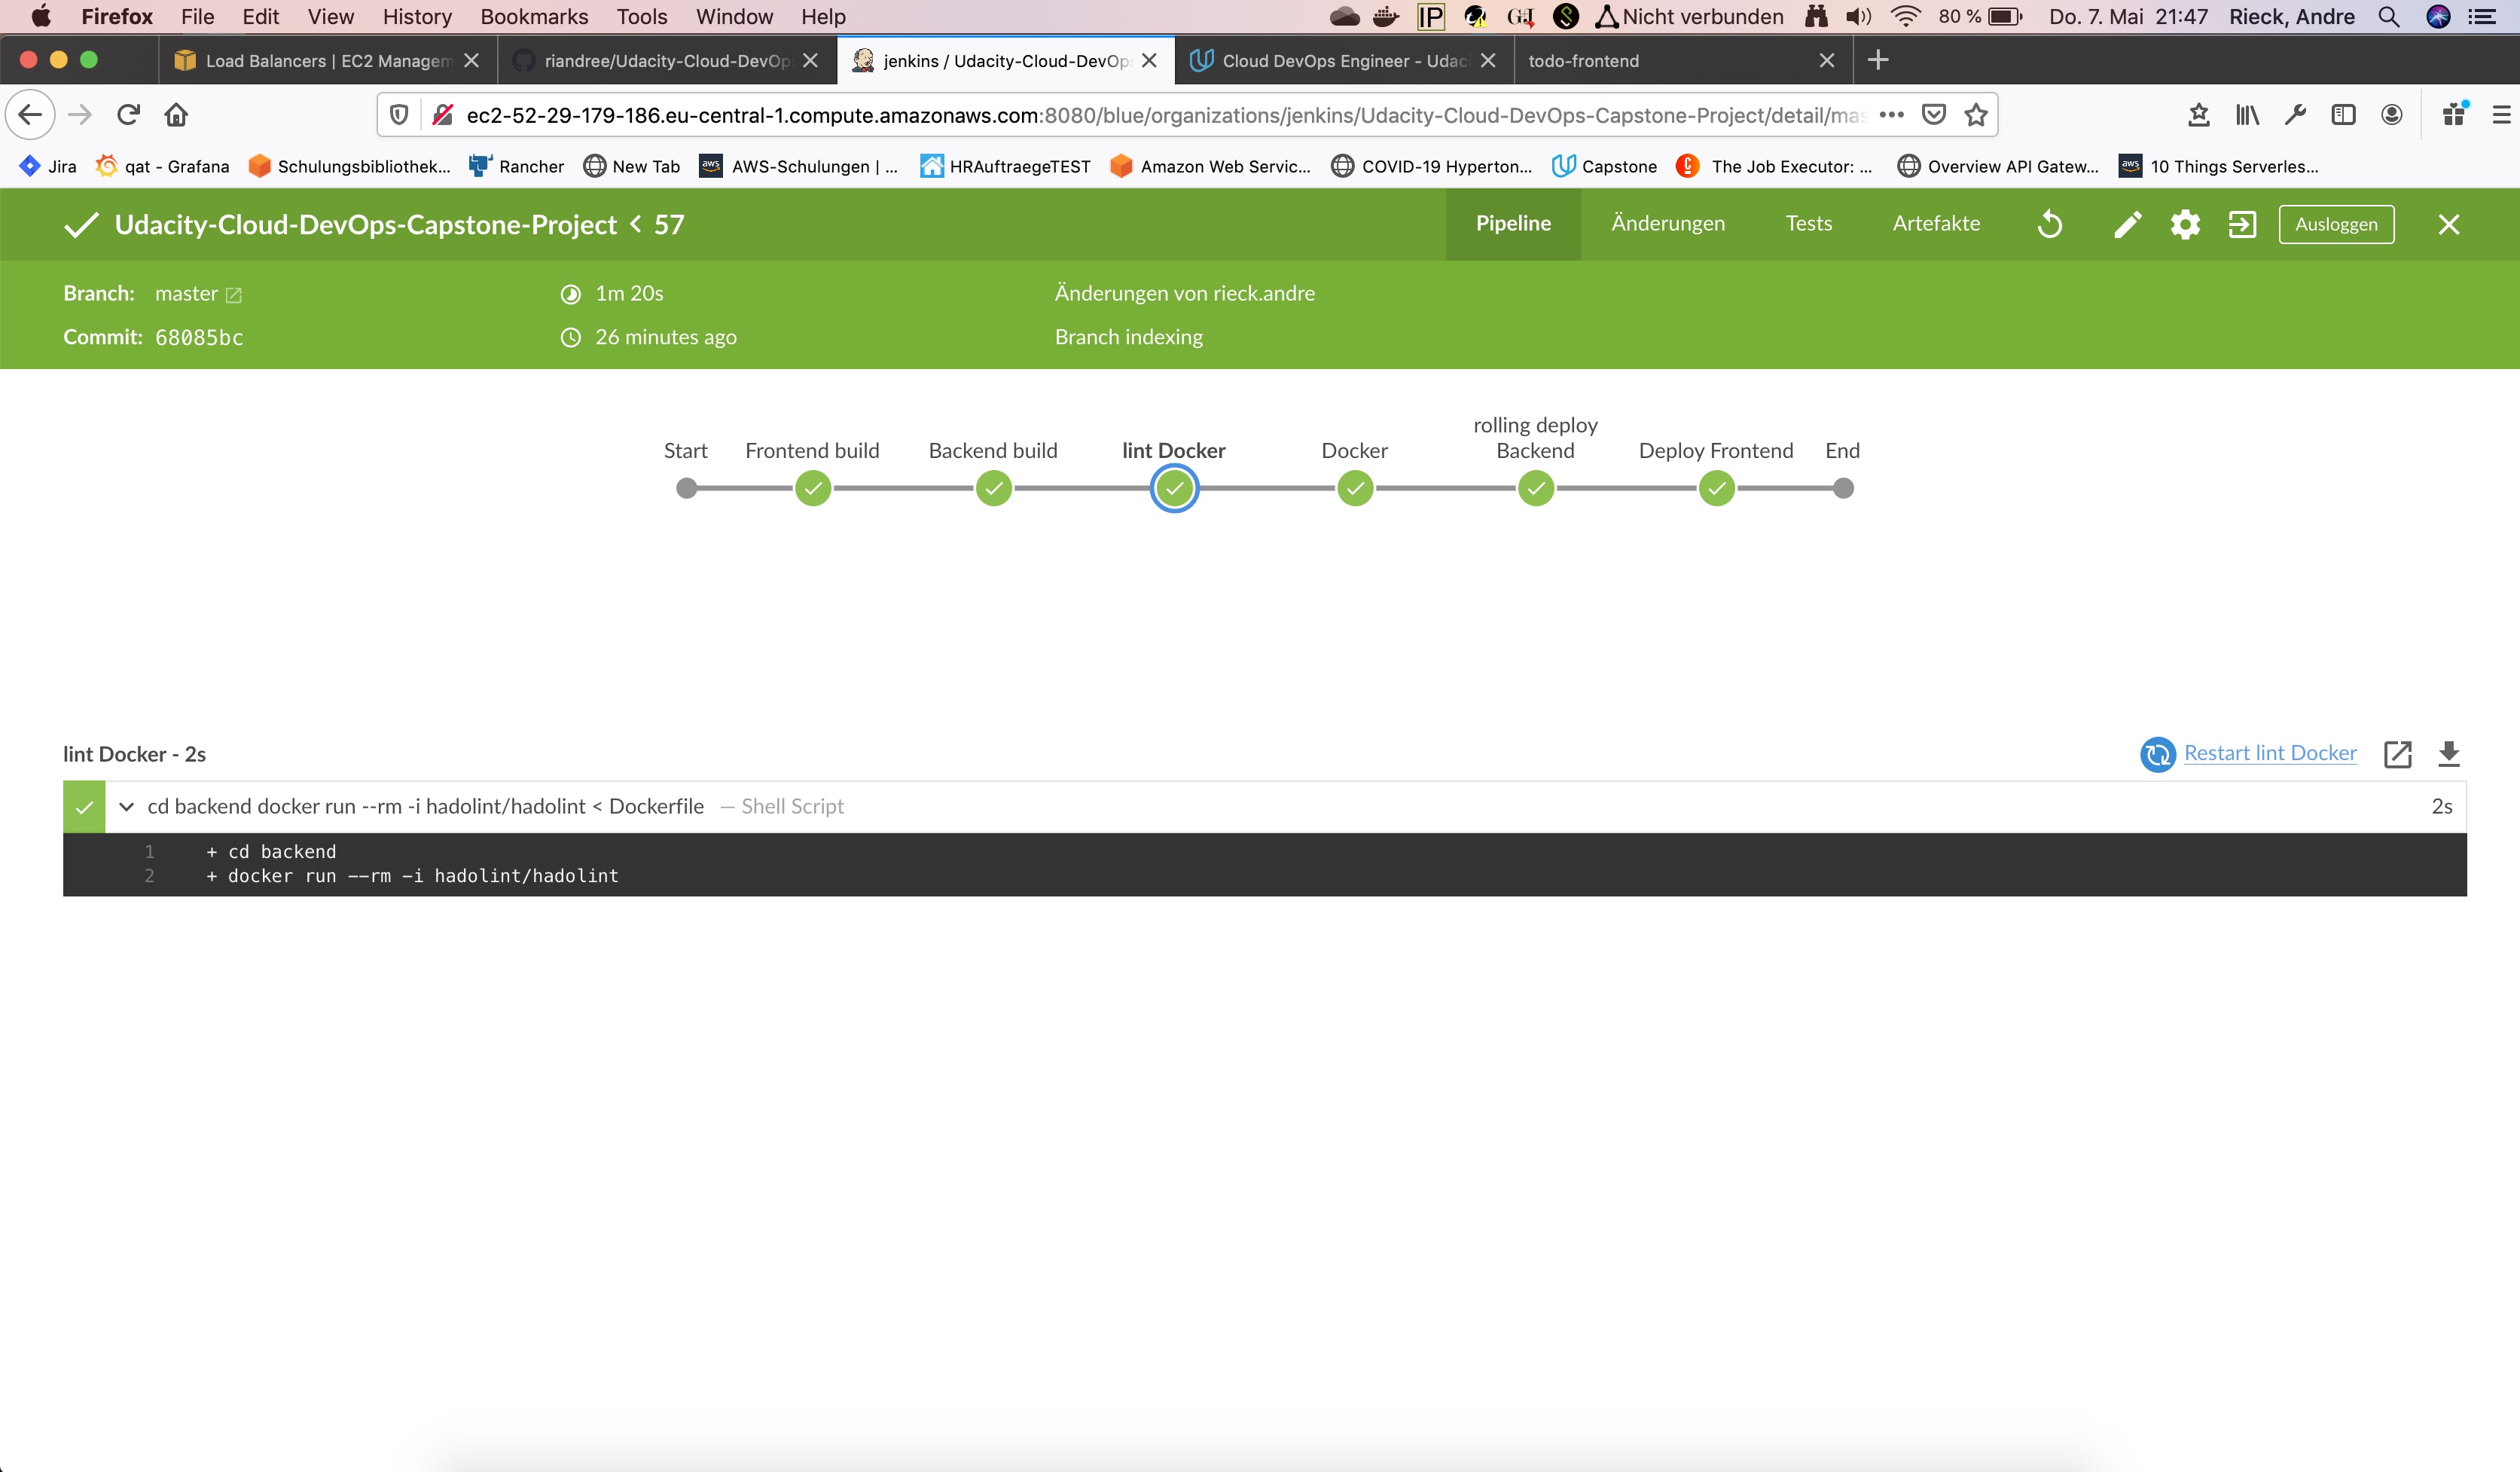 Firefox File Edit View History Bookmarks Tools Window Help IP Nicht verbunden 80 % Do. 7. Mai 21:47 Rieck, Andre
Load Balancers | EC2 Managem riandree/Udacity-Cloud-DevOp jenkins / Udacity-Cloud-DevOp Cloud DevOps Engineer - Udac todo-frontend
ec2-52-29-179-186.eu-central-1.compute.amazonaws.com:8080/blue/organizations/jenkins/Udacity-Cloud-DevOps-Capstone-Project/detail/mas
Jira qat - Grafana Schulungsbibliothek... Rancher New Tab aws AWS-Schulungen | ... HRAuftraegeTEST Amazon Web Servic... COVID-19 Hyperton... Capstone The Job Executor: ... Overview API Gatew... aws 10 Things Serverless...
Udacity-Cloud-DevOps-Capstone-Project < 57 Pipeline Änderungen Tests Artefakte Ausloggen
Branch: master 1m 20s Änderungen von rieck.andre
Commit: 68085bc 26 minutes ago Branch indexing
Start Frontend build Backend build lint Docker Docker rolling deploy Backend Deploy Frontend End
lint Docker - 2s Restart lint Docker
cd backend docker run --rm -i hadolint/hadolint < Dockerfile — Shell Script 2s
1 + cd backend
2 + docker run --rm -i hadolint/hadolint